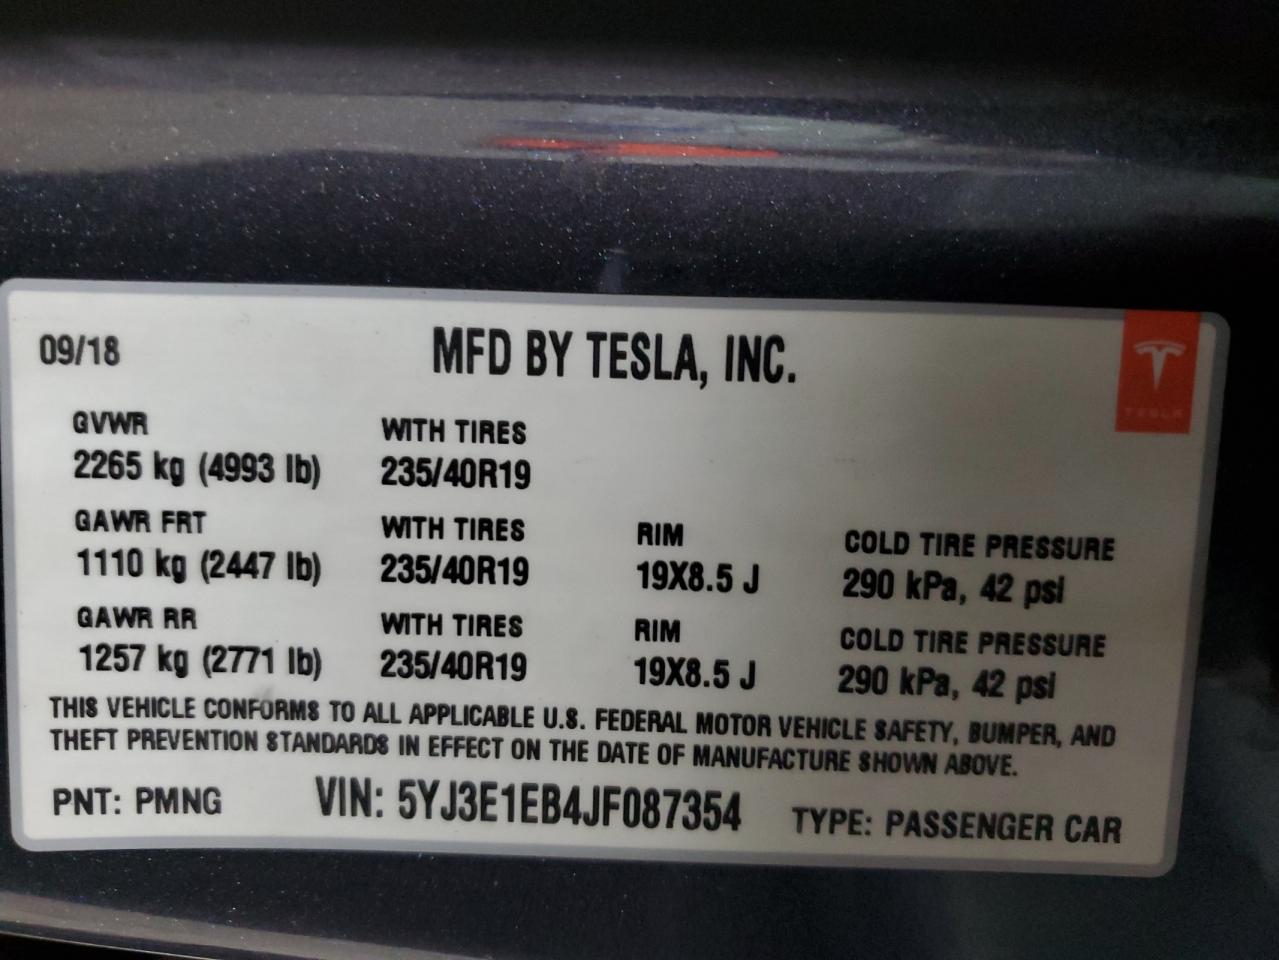 09/18 MFD BY TESLA, INC.
TESLA
GVWR WITH TIRES
2265 kg (4993 lb) 235/40R19
GAWR FRT WITH TIRES RIM COLD TIRE PRESSURE
1110 kg (2447 lb) 235/40R19 19X8.5 J 290 kPa, 42 psi
GAWR RR WITH TIRES RIM COLD TIRE PRESSURE
1257 kg (2771 lb) 235/40R19 19X8.5 J 290 kPa, 42 psi
THIS VEHICLE CONFORMS TO ALL APPLICABLE U.S. FEDERAL MOTOR VEHICLE SAFETY, BUMPER, AND
THEFT PREVENTION STANDARDS IN EFFECT ON THE DATE OF MANUFACTURE SHOWN ABOVE.
PNT: PMNG VIN: 5YJ3E1EB4JF087354 TYPE: PASSENGER CAR